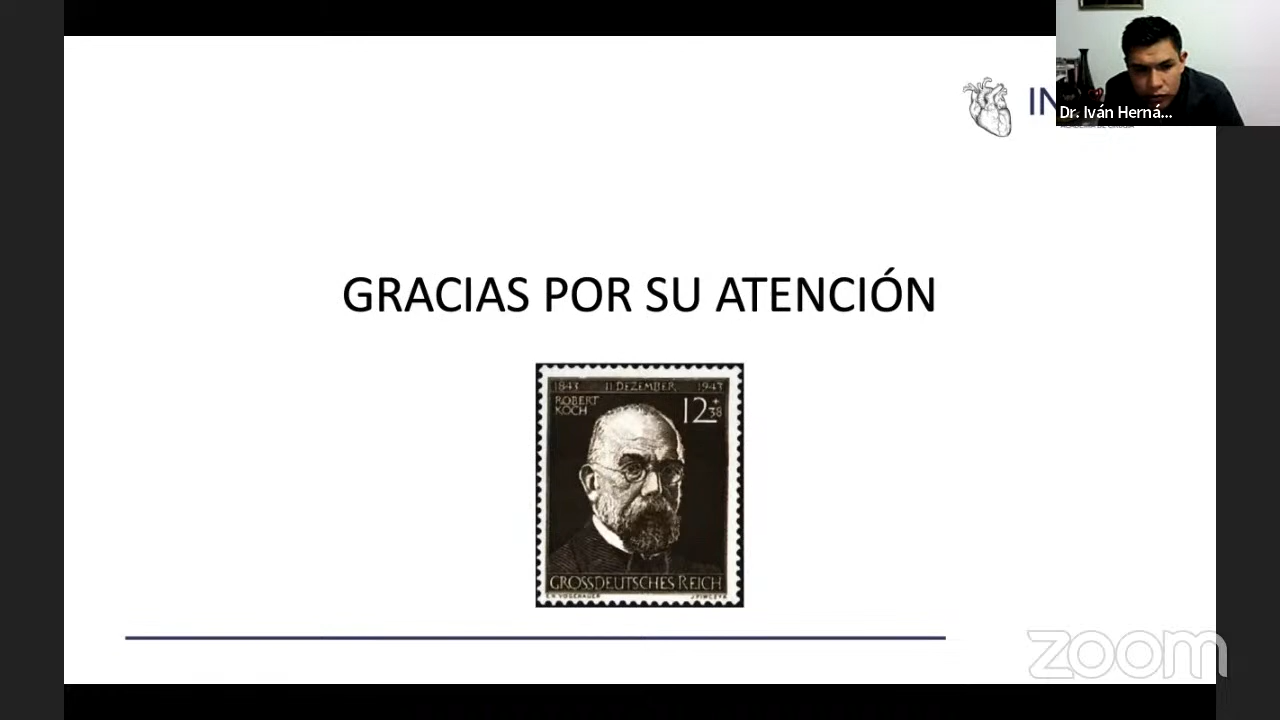 Dr. Iván Herná...
GRACIAS POR SU ATENCIÓN
1843 11 DEZEMBER 1943
ROBERT
KOCH
12+38
GROSSDEUTSCHES REICH
zoom